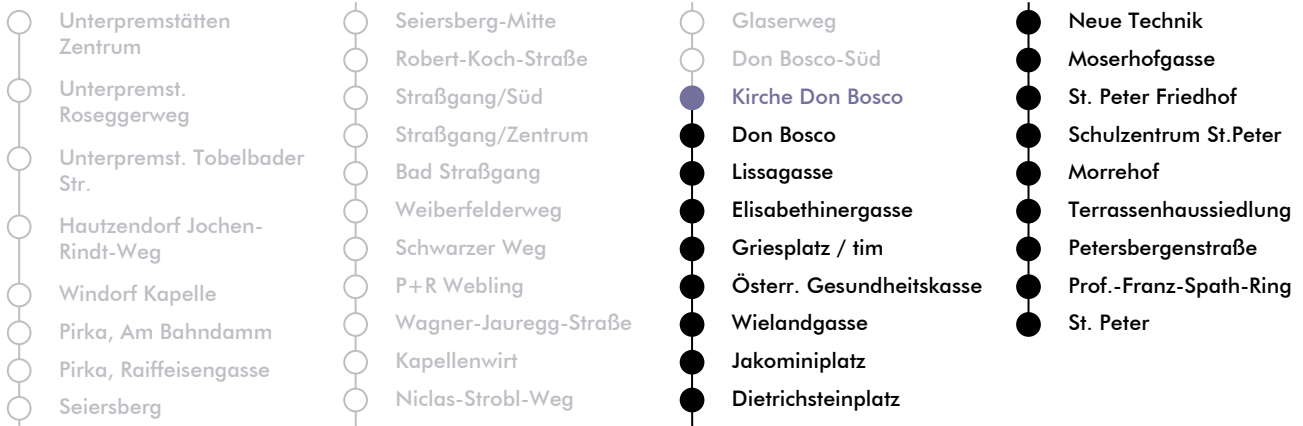 Unterpremstätten
Zentrum
Unterpremst.
Roseggerweg
Unterpremst. Tobelbader
Str.
Hautzendorf Jochen-
Rindt-Weg
Windorf Kapelle
Pirka, Am Bahndamm
Pirka, Raiffeisengasse
Seiersberg
Seiersberg-Mitte
Robert-Koch-Straße
Straßgang/Süd
Straßgang/Zentrum
Bad Straßgang
Weiberfelderweg
Schwarzer Weg
P+R Webling
Wagner-Jauregg-Straße
Kapellenwirt
Niclas-Strobl-Weg
Glaserweg
Don Bosco-Süd
Kirche Don Bosco
Don Bosco
Lissagasse
Elisabethinergasse
Griesplatz / tim
Österr. Gesundheitskasse
Wielandgasse
Jakominiplatz
Dietrichsteinplatz
Neue Technik
Moserhofgasse
St. Peter Friedhof
Schulzentrum St.Peter
Morrehof
Terrassenhaussiedlung
Petersbergenstraße
Prof.-Franz-Spath-Ring
St. Peter